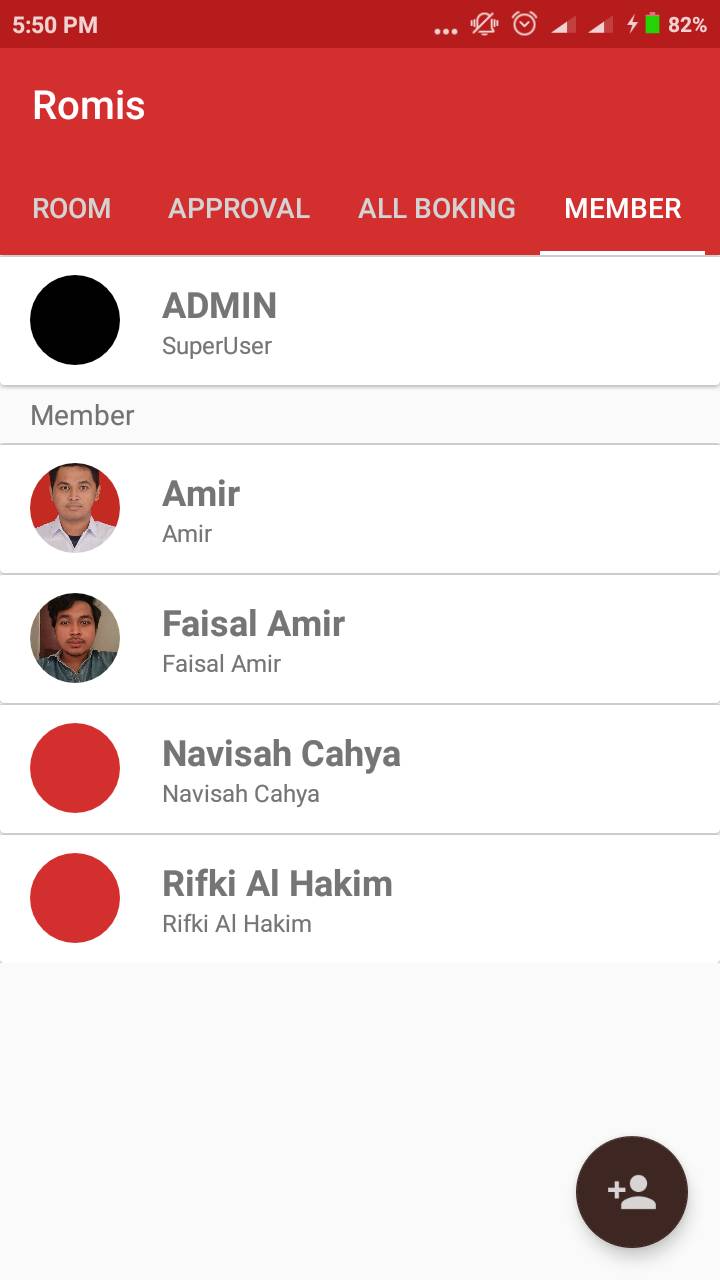 5:50 PM
82%
Romis
ROOM APPROVAL ALL BOKING MEMBER
ADMIN
SuperUser
Member
Amir
Amir
Faisal Amir
Faisal Amir
Navisah Cahya
Navisah Cahya
Rifki Al Hakim
Rifki Al Hakim